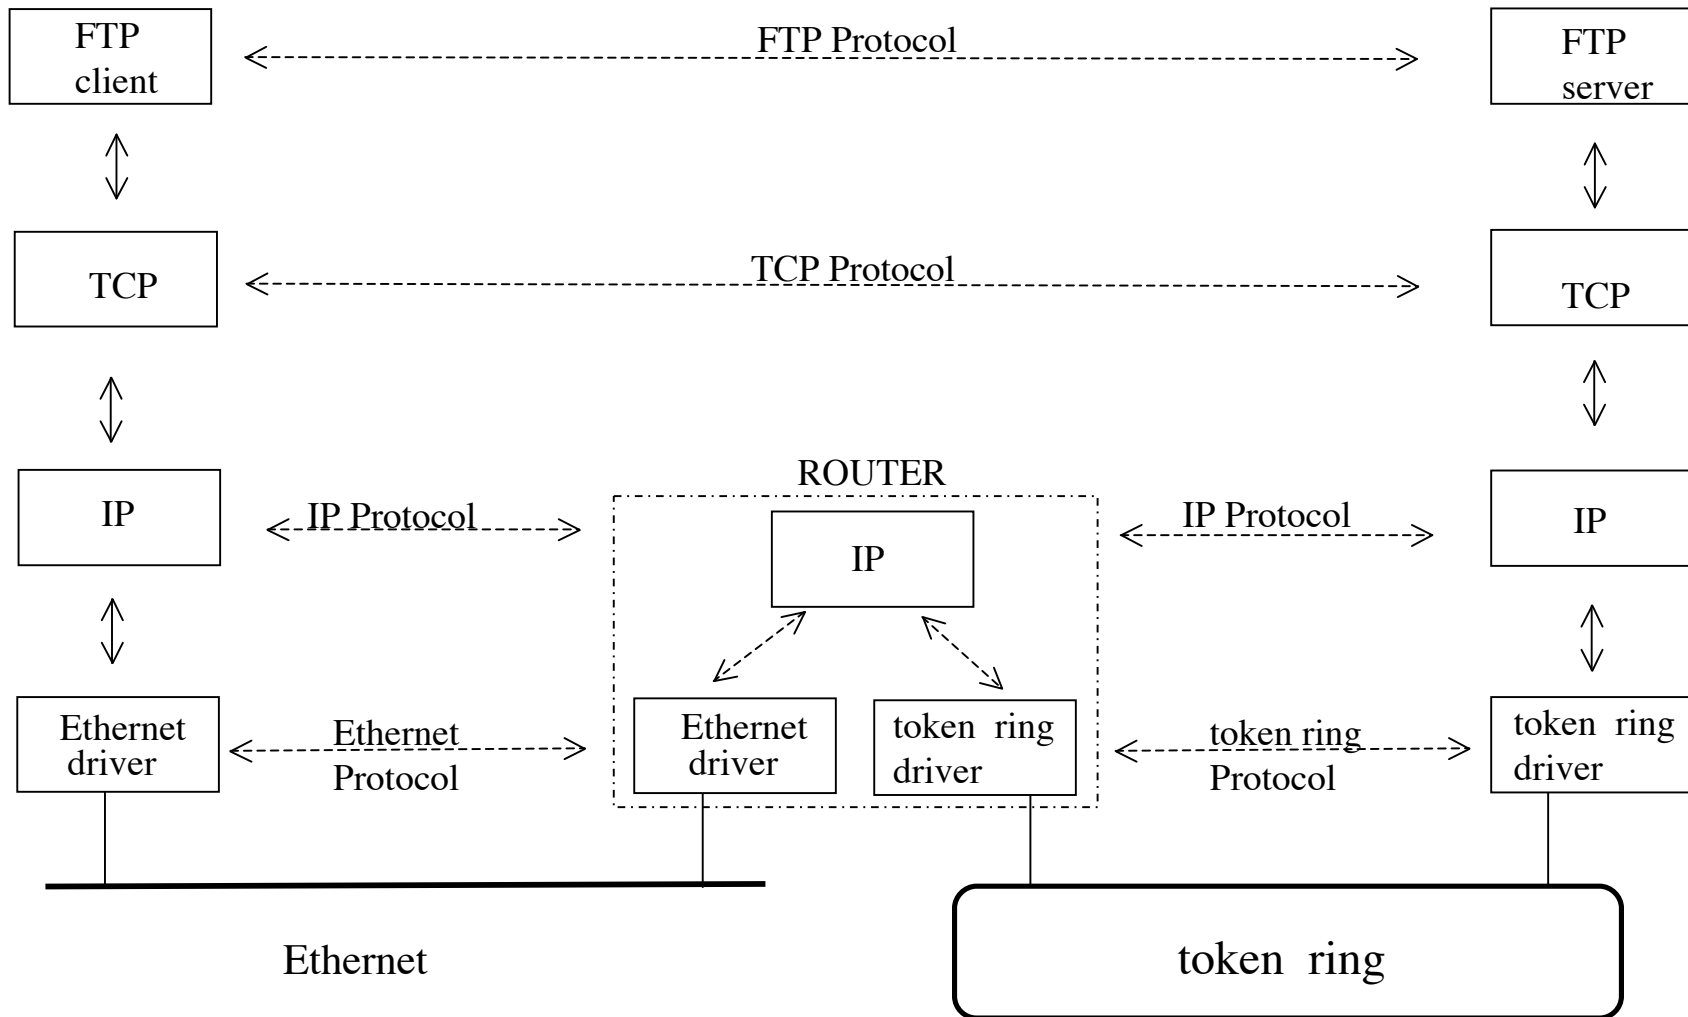 FTP
client
FTP Protocol
FTP
server
TCP
TCP Protocol
TCP
ROUTER
IP
IP Protocol
IP
IP Protocol
IP
Ethernet
driver
Ethernet
Protocol
Ethernet
driver
token ring
driver
token ring
Protocol
token ring
driver
Ethernet
token ring